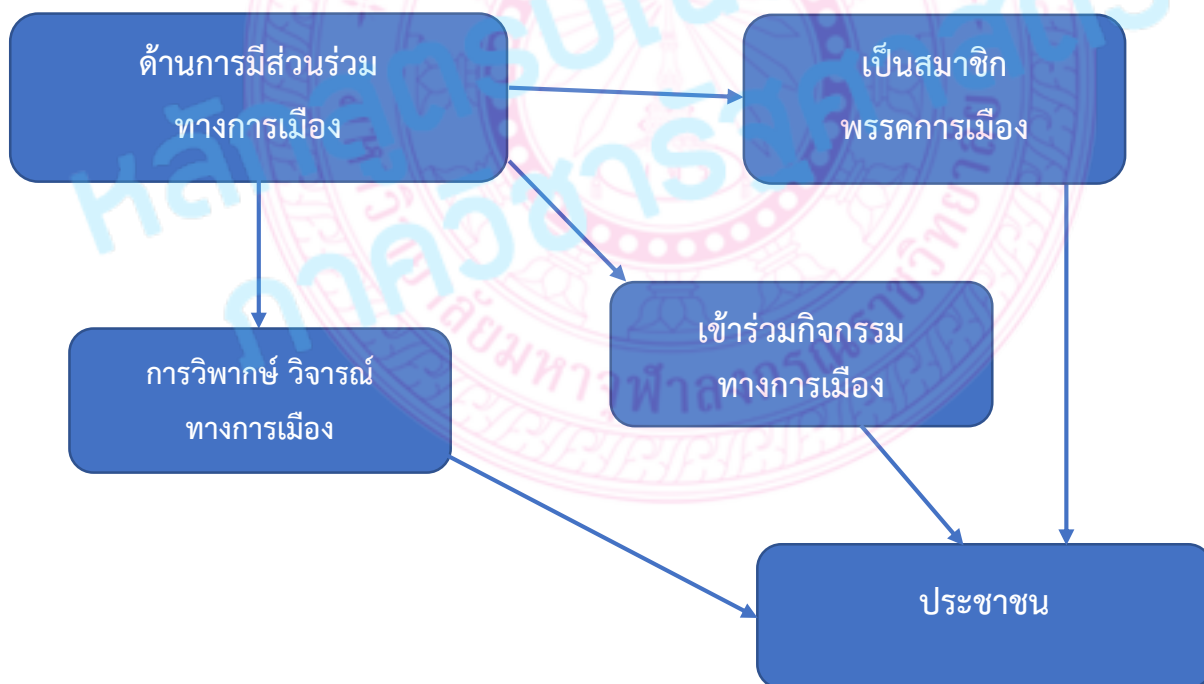 ด้านการมีส่วนร่วม
ทางการเมือง
เป็นสมาชิก
พรรคการเมือง
เข้าร่วมกิจกรรม
ทางการเมือง
การวิพากษ์ วิจารณ์
ทางการเมือง
ประชาชน